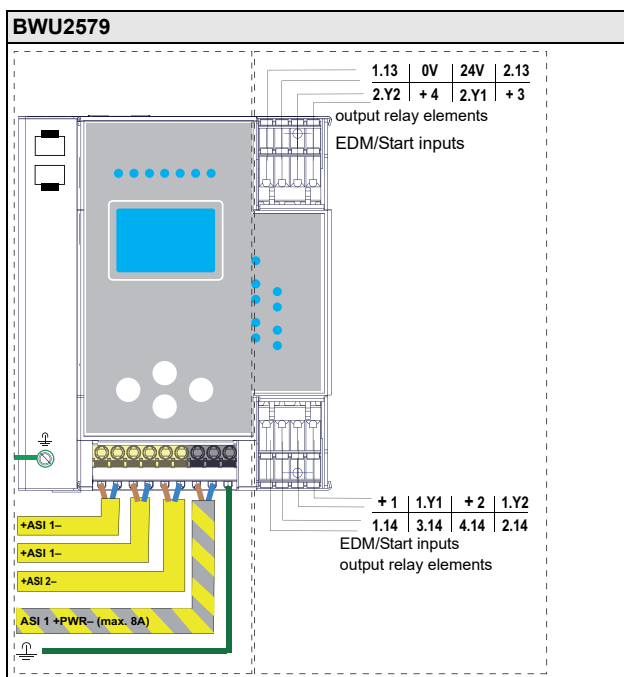 BWU2579
1.13 0V 24V 2.13
2.Y2 + 4 2.Y1 + 3
output relay elements
EDM/Start inputs
+ 1 1.Y1 + 2 1.Y2
1.14 3.14 4.14 2.14
EDM/Start inputs
output relay elements
+ASI 1–
+ASI 1–
+ASI 2–
ASI 1 +PWR– (max. 8A)